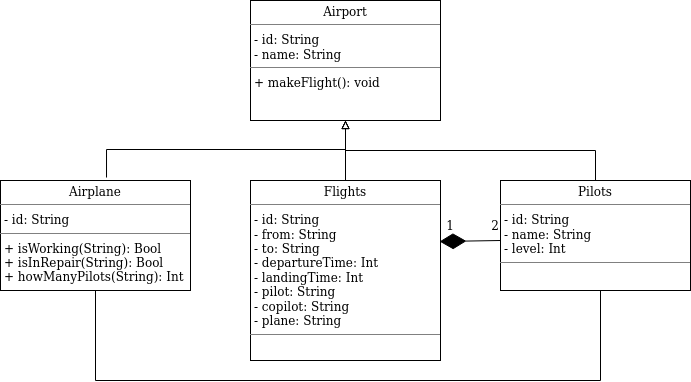 Airport
- id: String
- name: String
+ makeFlight(): void
Airplane
- id: String
+ isWorking(String): Bool
+ isInRepair(String): Bool
+ howManyPilots(String): Int
Flights
- id: String
- from: String
- to: String
- departureTime: Int
- landingTime: Int
- pilot: String
- copilot: String
- plane: String
1
2
Pilots
- id: String
- name: String
- level: Int